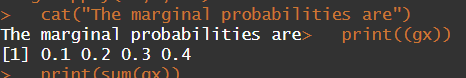 > cat("The marginal probabilities are")
The marginal probabilities are> print((gx))
[1] 0.1 0.2 0.3 0.4
> print(sum(gx))